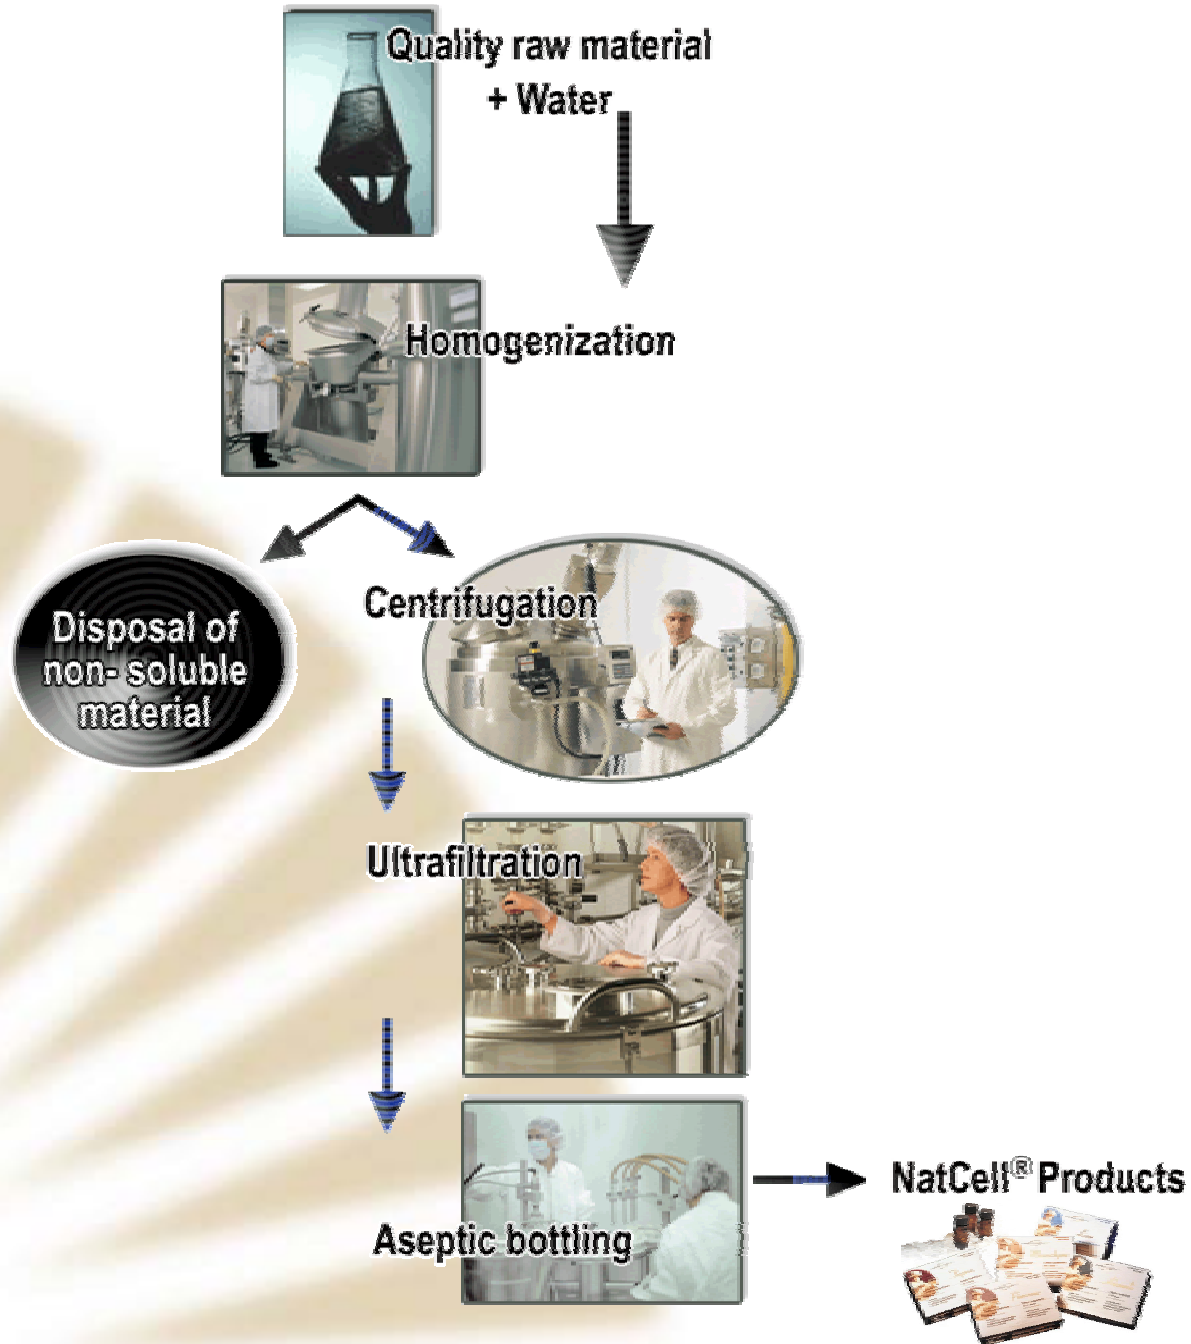 Quality raw material
+ Water
Homogenization
Disposal of
non- soluble
material
Centrifugation
Ultrafiltration
Aseptic bottling
NatCell® Products